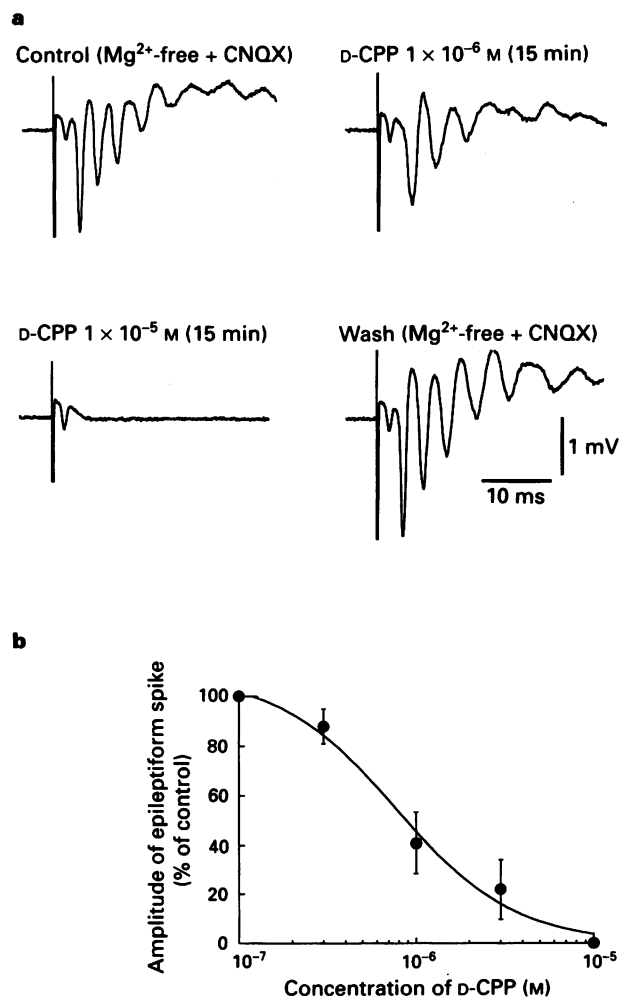 a
Control (Mg²⁺-free + CNQX)
D-CPP 1 × 10⁻⁶ M (15 min)
D-CPP 1 × 10⁻⁵ M (15 min)
Wash (Mg²⁺-free + CNQX)
1 mV
10 ms
b
Amplitude of epileptiform spike
(% of control)
100
80
60
40
20
0
10⁻⁷
10⁻⁶
10⁻⁵
Concentration of D-CPP (M)